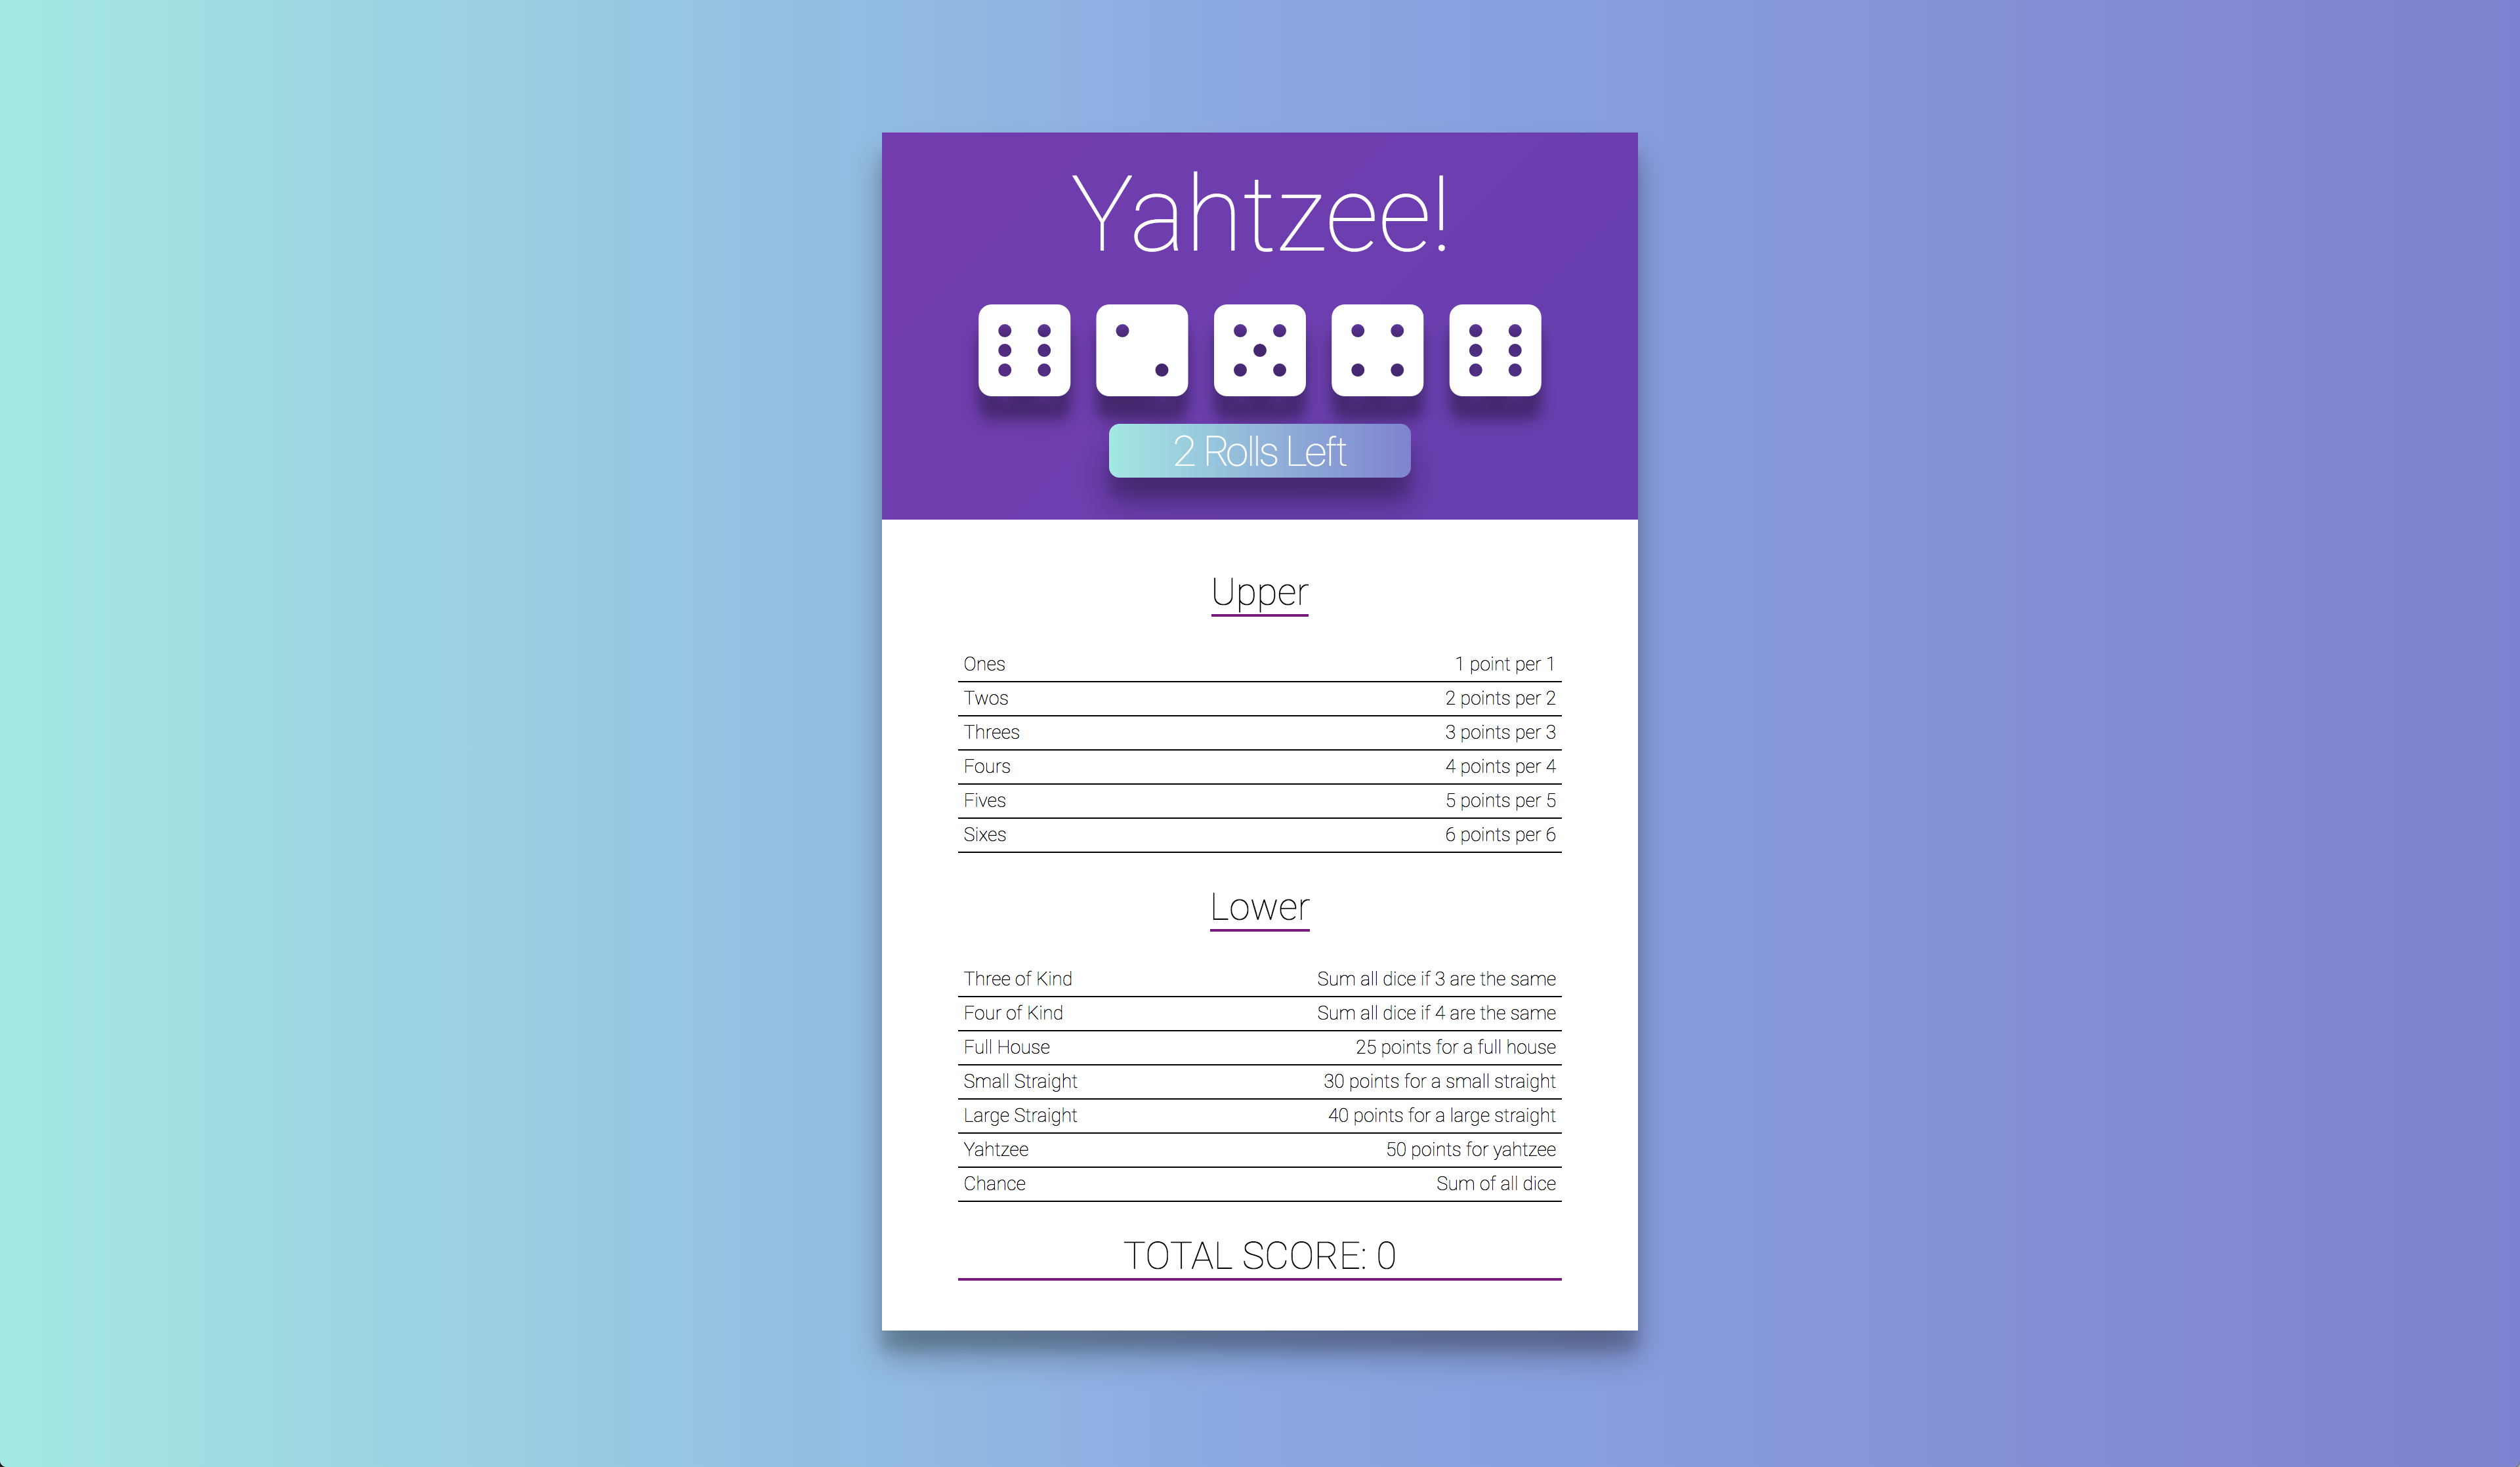 Yahtzee!
2 Rolls Left
Upper
Ones 1 point per 1
Twos 2 points per 2
Threes 3 points per 3
Fours 4 points per 4
Fives 5 points per 5
Sixes 6 points per 6
Lower
Three of Kind Sum all dice if 3 are the same
Four of Kind Sum all dice if 4 are the same
Full House 25 points for a full house
Small Straight 30 points for a small straight
Large Straight 40 points for a large straight
Yahtzee 50 points for yahtzee
Chance Sum of all dice
TOTAL SCORE: 0